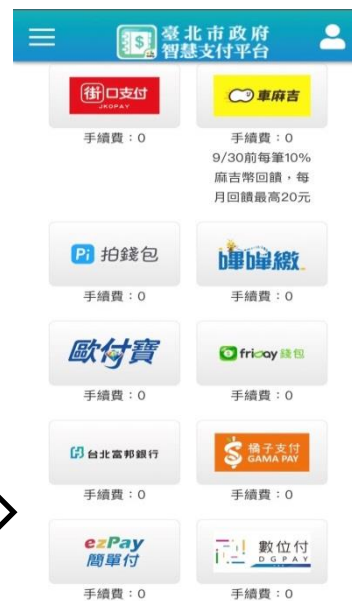 臺北市政府
智慧支付平台
街口支付
JKOPAY
車麻吉
手續費：0
手續費：0
9/30前每筆10%
麻吉幣回饋，每
月回饋最高20元
Pi 拍錢包
嗶嗶繳
手續費：0
手續費：0
歐付寶
friDay 錢包
手續費：0
手續費：0
台北富邦銀行
橘子支付
GAMA PAY
手續費：0
手續費：0
ezPay
簡單付
數位付
DGPAY
手續費：0
手續費：0